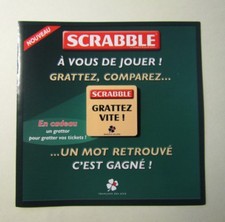 NOUVEAU
SCRABBLE
À VOUS DE JOUER !
GRATTEZ, COMPAREZ...
SCRABBLE
GRATTEZ
VITE !
En cadeau
un grattoir
pour gratter vos tickets !
...UN MOT RETROUVÉ
C'EST GAGNÉ !